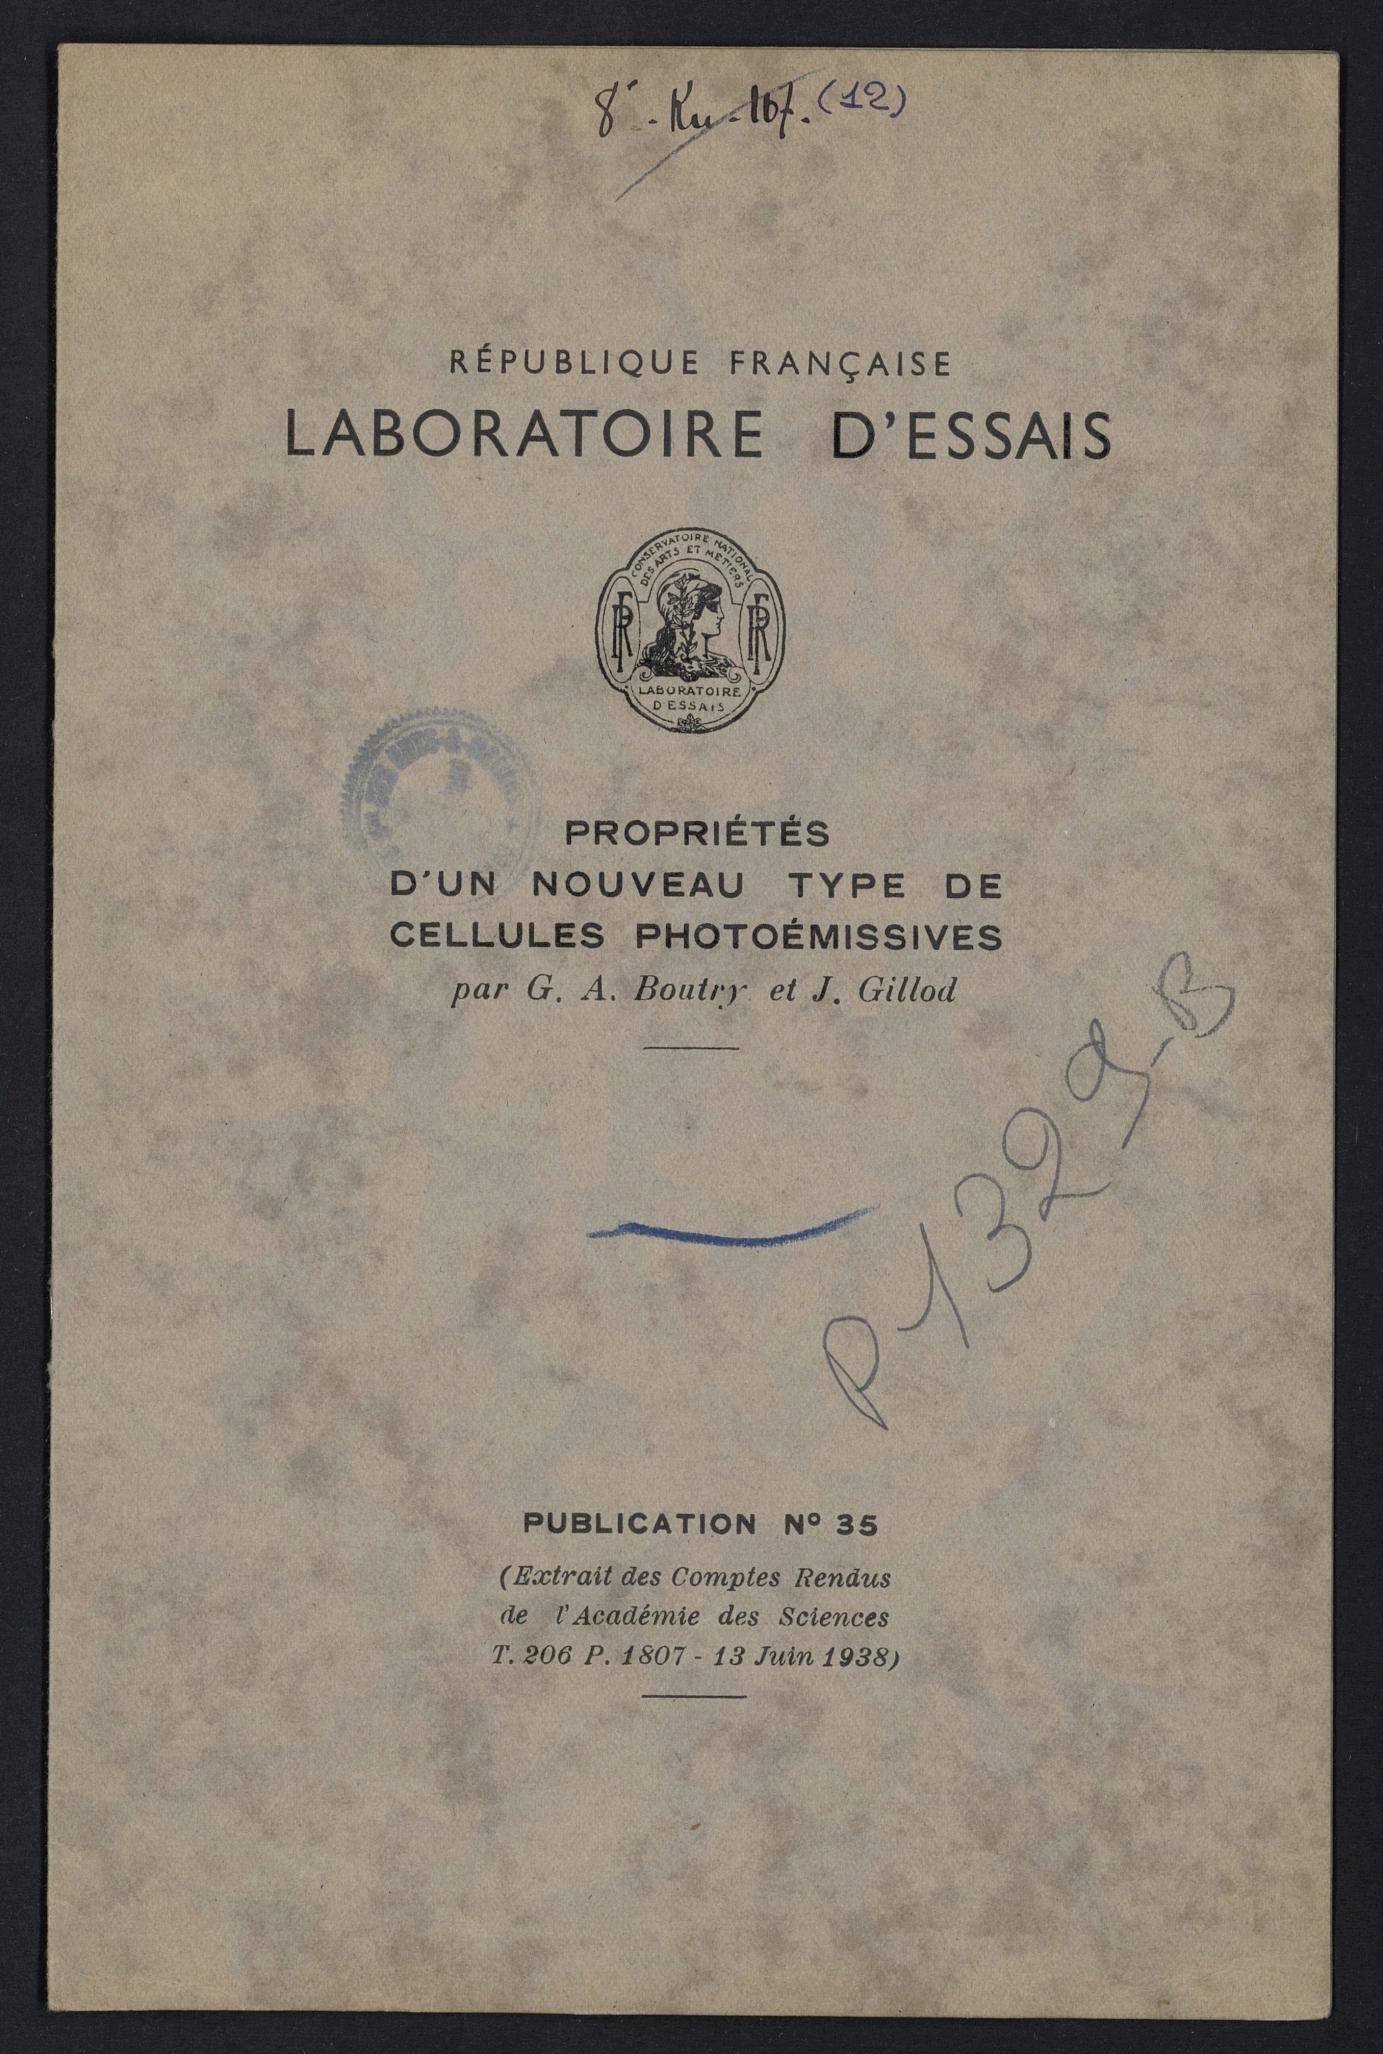 8° - Ku - 167. (12)
RÉPUBLIQUE FRANÇAISE
LABORATOIRE D'ESSAIS
CONSERVATOIRE NATIONAL
DES ARTS ET METIERS
RF RF
LABORATOIRE
D'ESSAIS
PROPRIÉTÉS
D'UN NOUVEAU TYPE DE
CELLULES PHOTOÉMISSIVES
par G. A. Boutry et J. Gillod
P 1329-B
PUBLICATION Nº 35
(Extrait des Comptes Rendus
de l'Académie des Sciences
T. 206 P. 1807 - 13 Juin 1938)